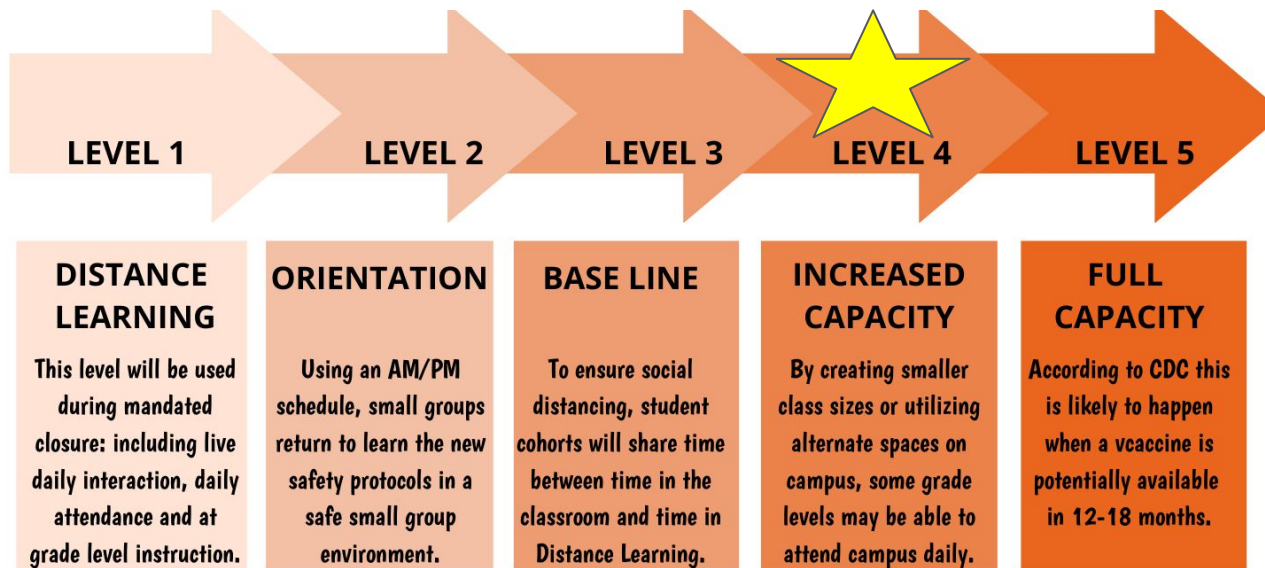 LEVEL 1
LEVEL 2
LEVEL 3
LEVEL 4
LEVEL 5
DISTANCE
LEARNING
This level will be used
during mandated
closure: including live
daily interaction, daily
attendance and at
grade level instruction.
ORIENTATION
Using an AM/PM
schedule, small groups
return to learn the new
safety protocols in a
safe small group
environment.
BASE LINE
To ensure social
distancing, student
cohorts will share time
between time in the
classroom and time in
Distance Learning.
INCREASED
CAPACITY
By creating smaller
class sizes or utilizing
alternate spaces on
campus, some grade
levels may be able to
attend campus daily.
FULL
CAPACITY
According to CDC this
is likely to happen
when a vcaccine is
potentially available
in 12-18 months.